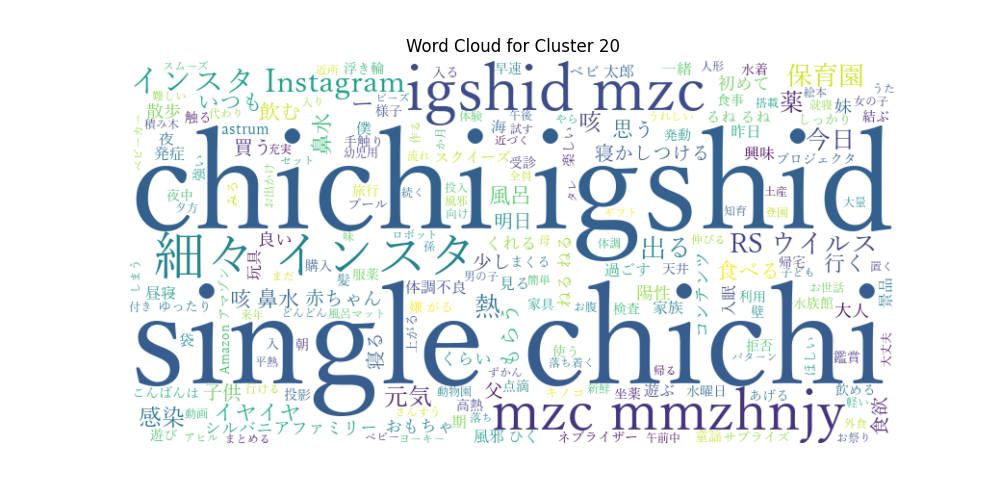 Word Cloud for Cluster 20
スムーズ 近所 浮き輪 入る 早速 ベビ 太郎 一緒 人形 水着 保育園 うた
インスタ Instagram igshid mzc
難しい いつも 飲む ー 様子 ビーズ 午後 体験 やら 初めて 薬 絵本 妹 女の子
散歩 触る 代わり 入り 鼻水 僕 作る 海 試す 咳 思う 食事 搭載 就寝 しっかり 結ぶ
積み木 astrum 手触り か月 近づく 楽しい 発動 るね るね うれしい 昨日 今日
ベビーカー 夜 買う 充実 幼児用 流れ スクイーズ 受診 寝かしつける 興味 プロジェクタ
発症 セット
chichi igshid
夜中 みる お出かけ 旅行 続く 投入 風邪 全員 タレ 土産 大量
夕方 プール 向け 風呂 明日 ギフト 知育 登園
細々 インスタ 良い ロボット 味 孫 くれる 母 ねる ねる 体調 出る 伸びる RS ウイルス
玩具 まだ 髪 少し まくる 過ごす 天井 コンテンツ 帰宅 子ども 行く 置く
しまう 購入 服薬 男の子 簡単 食べる お世話
昼寝 咳 鼻水 赤ちゃん 体調不良 見る 陽性 入眠 利用 水族館 景品
付き ゆったり Amazon アマゾン 来年 どんどん 風呂マット 嫌 がる 熱 もらう 家具 お腹 検査 家族 壁 大人
single chichi
袋 入 朝 平熱 寝る 上がる くらい 使う 落ち着く 帰る 拒否 パターン ほしい 鑑賞 大丈夫
こんばんは 子供 行ける 投影 動物園 元気 父 点滴 ずかん キノコ 新鮮 坐薬 遊ぶ 水曜日 あげる 飲める
感染 動画 イヤイヤ さんすう 高熱 落ち 期 mzc mmzhnjy 軽い 食欲
シルバニアファミリー おもちゃ 外食
遊び アヒル まとめる ベビー ヨーキー 風邪 ひく ネブライザー 午前中 童謡 サプライズ お祭り